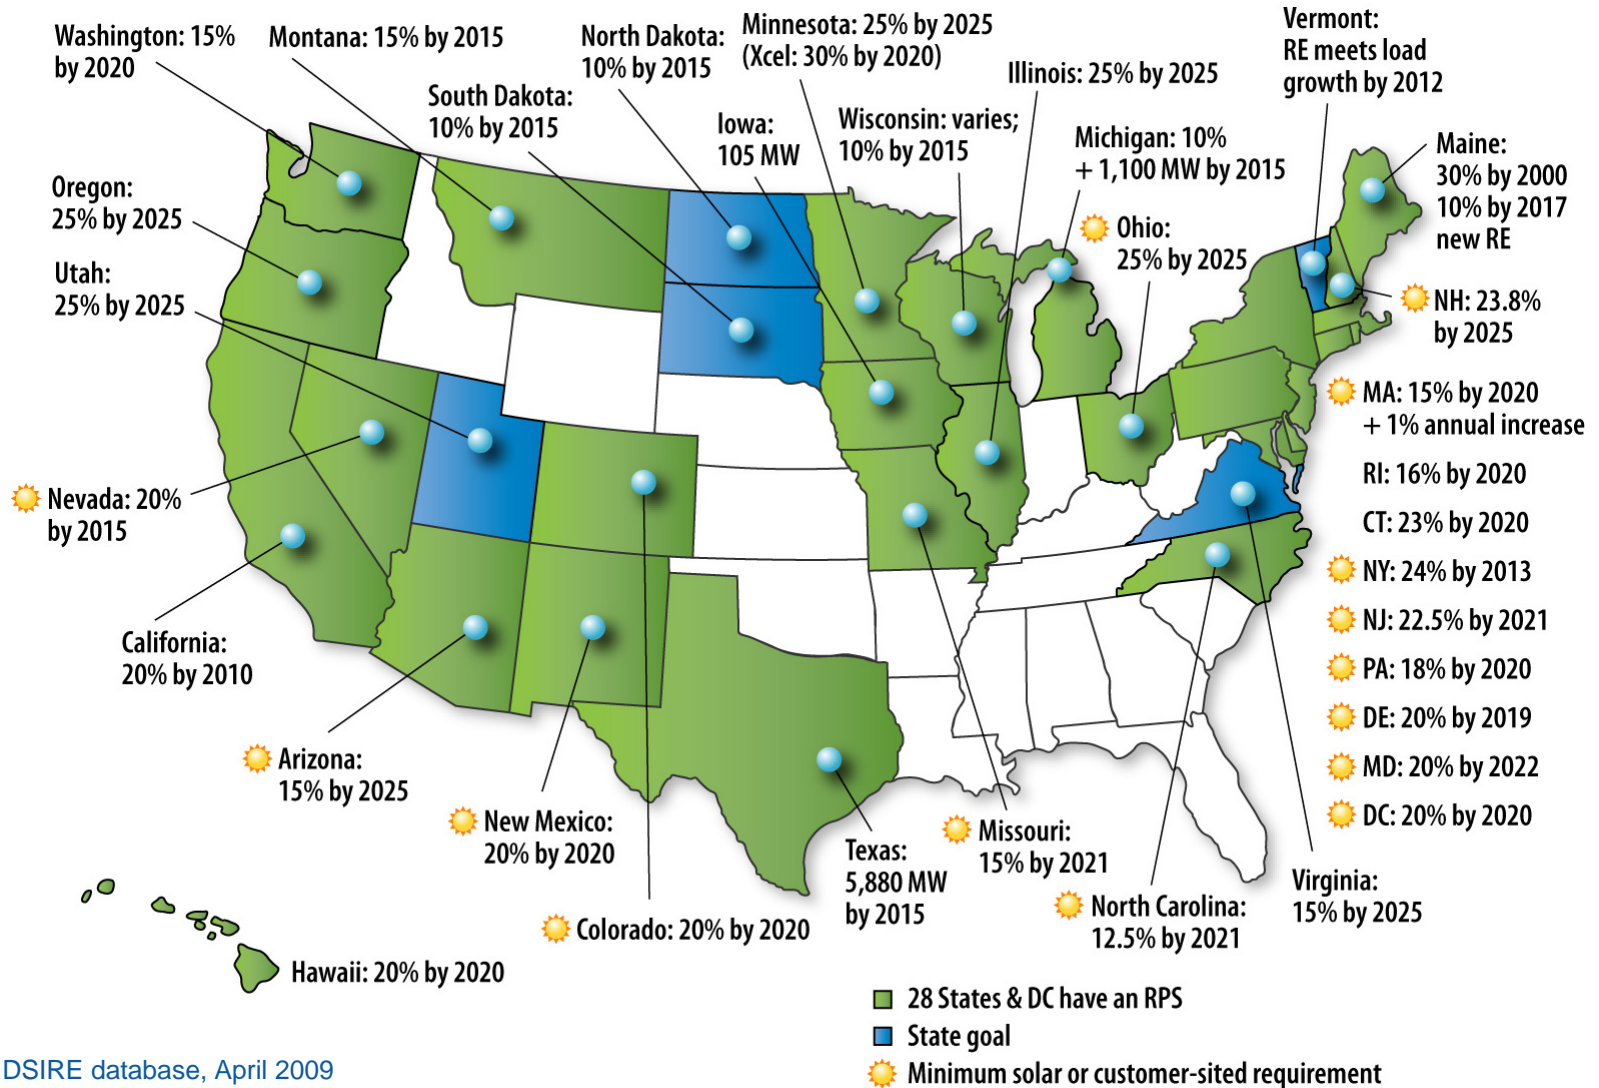 Washington: 15%
by 2020
Montana: 15% by 2015
North Dakota:
10% by 2015
Minnesota: 25% by 2025
(Xcel: 30% by 2020)
Illinois: 25% by 2025
Vermont:
RE meets load
growth by 2012
South Dakota:
10% by 2015
Iowa:
105 MW
Wisconsin: varies;
10% by 2015
Michigan: 10%
+ 1,100 MW by 2015
Maine:
30% by 2000
10% by 2017
new RE
Oregon:
25% by 2025
Ohio:
25% by 2025
Utah:
25% by 2025
NH: 23.8%
by 2025
MA: 15% by 2020
+ 1% annual increase
RI: 16% by 2020
CT: 23% by 2020
NY: 24% by 2013
NJ: 22.5% by 2021
PA: 18% by 2020
DE: 20% by 2019
MD: 20% by 2022
DC: 20% by 2020
Nevada: 20%
by 2015
California:
20% by 2010
Arizona:
15% by 2025
New Mexico:
20% by 2020
Colorado: 20% by 2020
Texas:
5,880 MW
by 2015
Missouri:
15% by 2021
North Carolina:
12.5% by 2021
Virginia:
15% by 2025
Hawaii: 20% by 2020
28 States & DC have an RPS
State goal
Minimum solar or customer-sited requirement
DSIRE database, April 2009